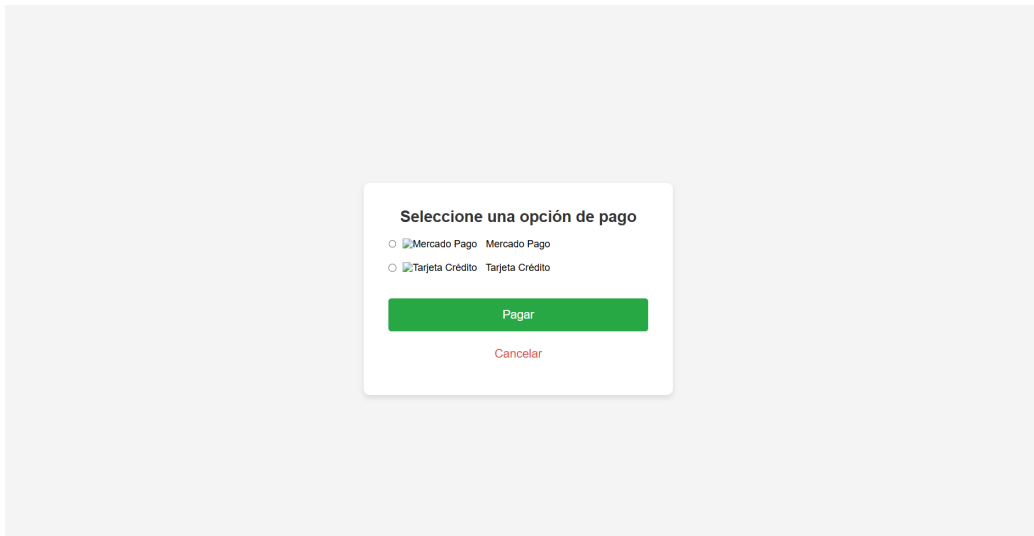 Seleccione una opción de pago
Mercado Pago Mercado Pago
Tarjeta Crédito Tarjeta Crédito
Pagar
Cancelar